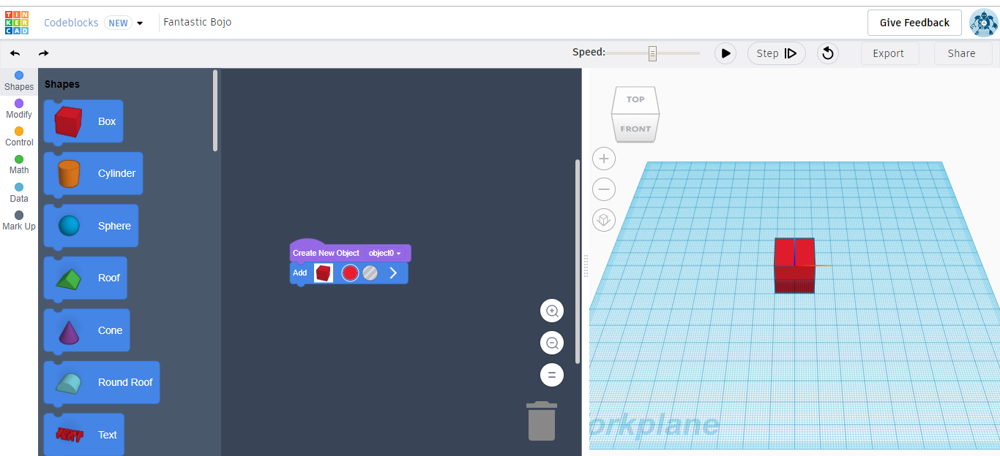 TIN
KER
CAD
Codeblocks NEW
Fantastic Bojo
Give Feedback
Speed:
Step
Export
Share
Shapes
Modify
Control
Math
Data
Mark Up
Shapes
Box
Cylinder
Sphere
Roof
Cone
Round Roof
TEXT Text
Create New Object object0
Add
TOP
FRONT
orkplane